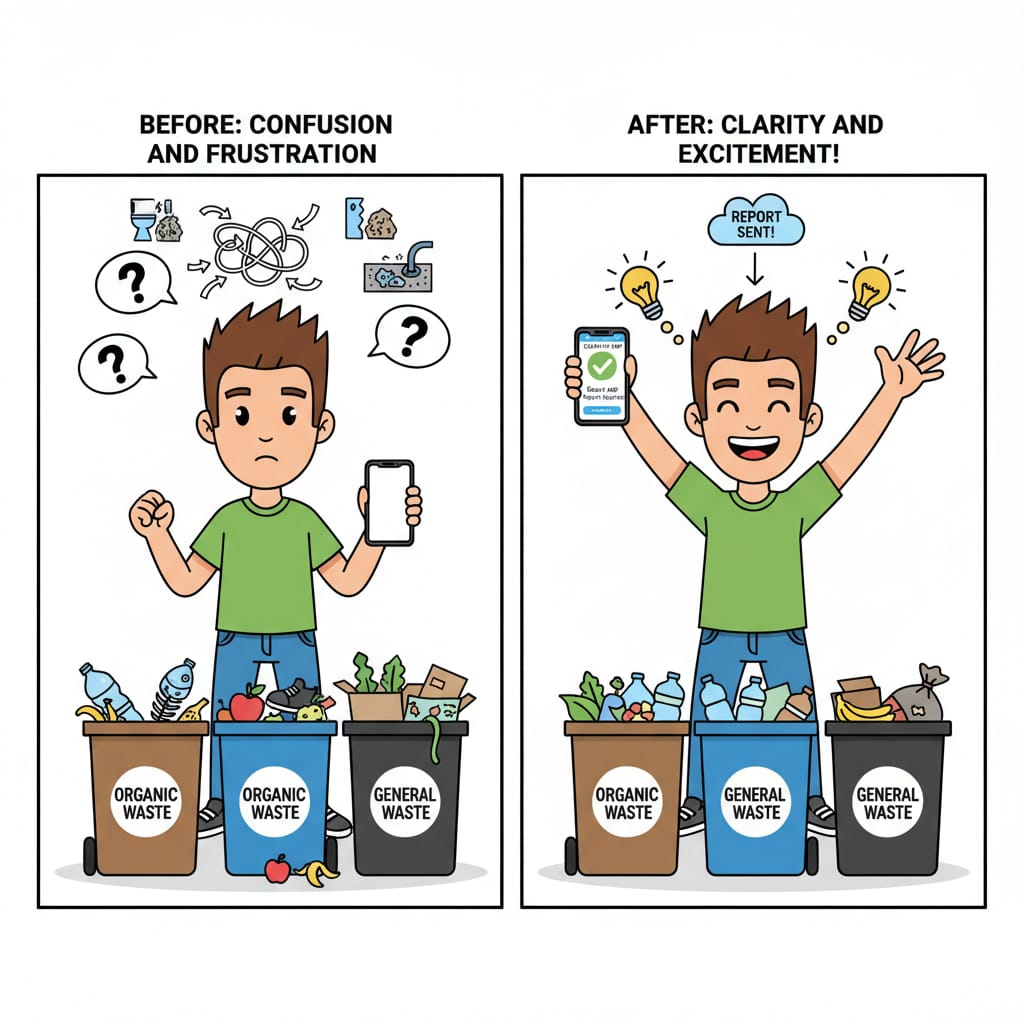 BEFORE: CONFUSION
AND FRUSTRATION
?
?
?
ORGANIC
WASTE
ORGANIC
WASTE
GENERAL
WASTE
AFTER: CLARITY AND
EXCITEMENT!
REPORT
SENT!
ORGANIC
WASTE
GENERAL
WASTE
GENERAL
WASTE